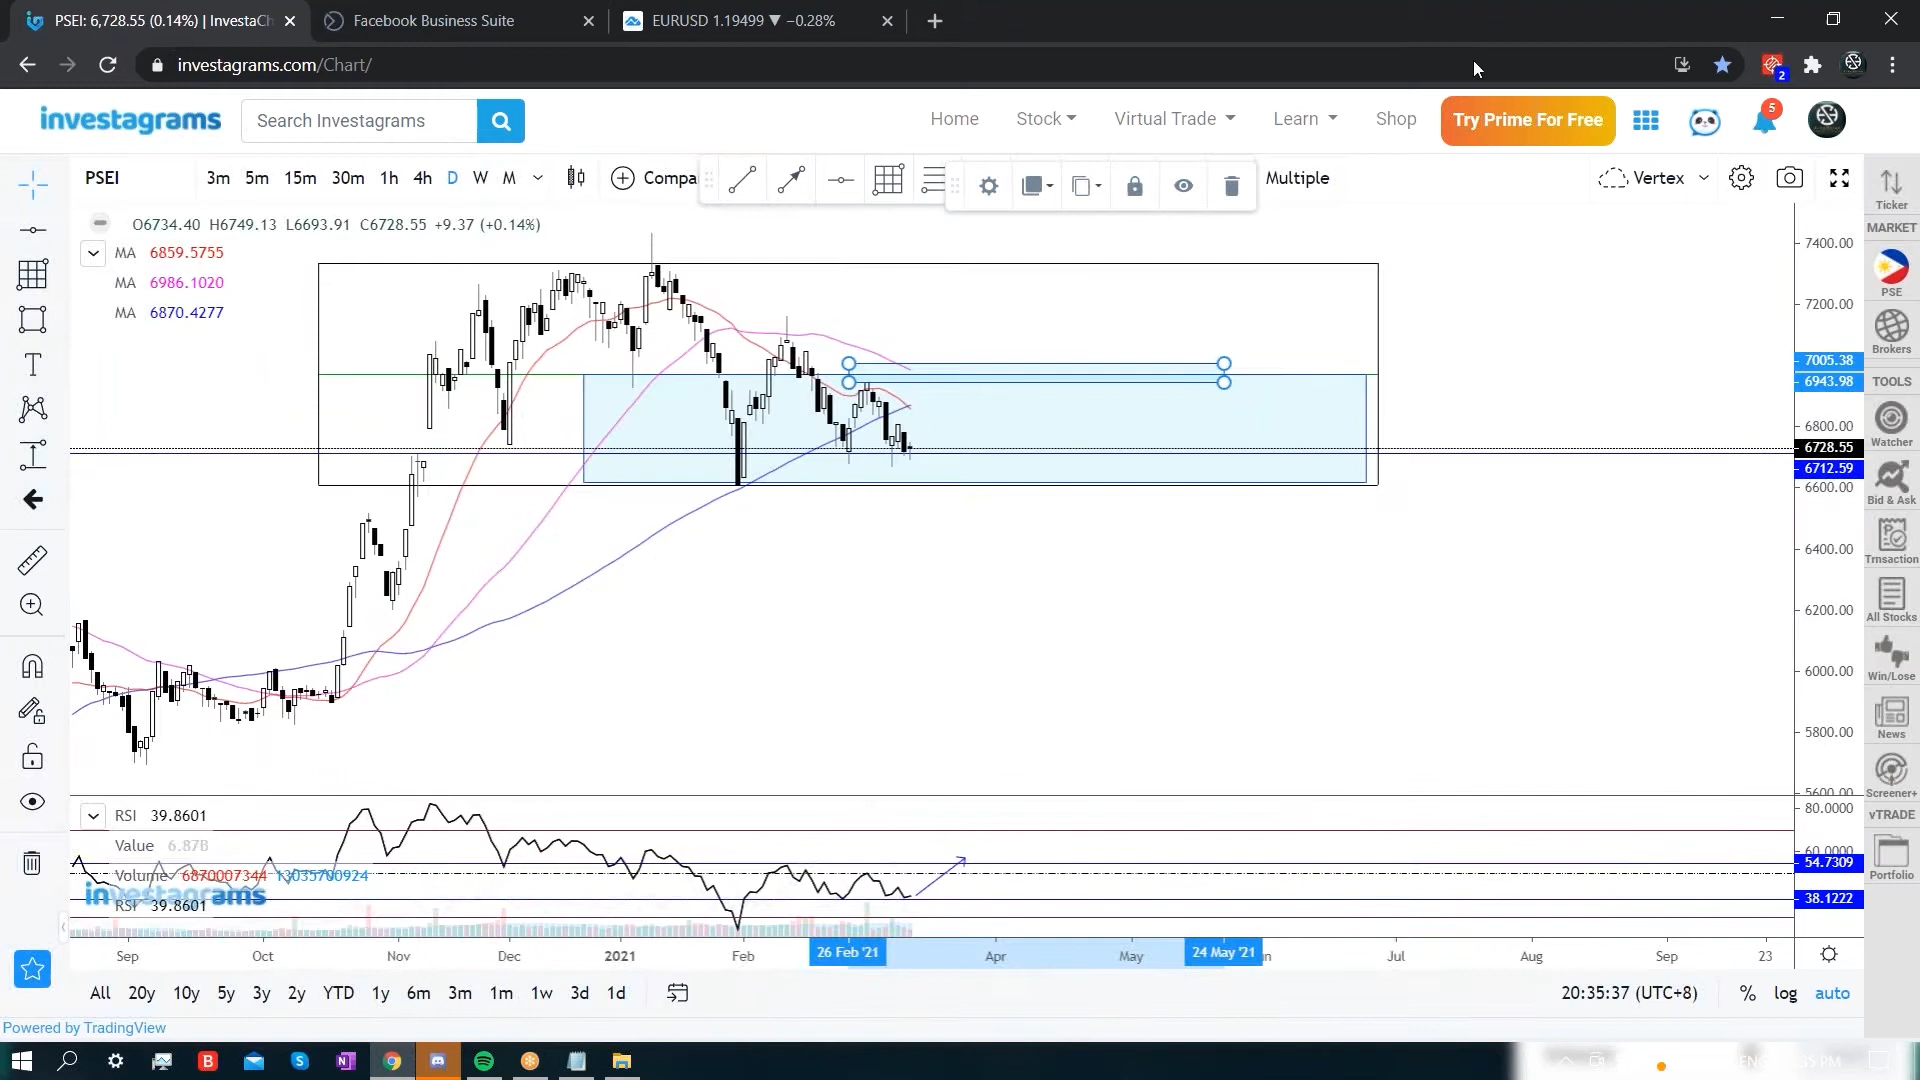 PSEI: 6,728.55 (0.14%) | InvestaCh
Facebook Business Suite
EURUSD 1.19499 ▼ −0.28%
investagrams.com/Chart/
2
investagrams
Search Investagrams
Home
Stock
Virtual Trade
Learn
Shop
Try Prime For Free
5
PSEI
3m 5m 15m 30m 1h 4h D W M
Compa
Multiple
Vertex
O6734.40 H6749.13 L6693.91 C6728.55 +9.37 (+0.14%)
MA 6859.5755
MA 6986.1020
MA 6870.4277
7400.00
7200.00
7005.38
6943.98
6800.00
6728.55
6712.59
6600.00
6400.00
6200.00
6000.00
5800.00
5600.00
Ticker
MARKET
PSE
Brokers
TOOLS
Watcher
Bid & Ask
Trnsaction
All Stocks
Win/Lose
News
Screener+
vTRADE
Portfolio
RSI 39.8601
Value 6.87B
Volume 6870007344 13035700924
investagrams
RSI 39.8601
80.0000
60.0000
54.7309
38.1222
Sep Oct Nov Dec 2021 Feb 26 Feb '21 Apr May 24 May '21 un Jul Aug Sep 23
All 20y 10y 5y 3y 2y YTD 1y 6m 3m 1m 1w 3d 1d
20:35:37 (UTC+8) % log auto
Powered by TradingView